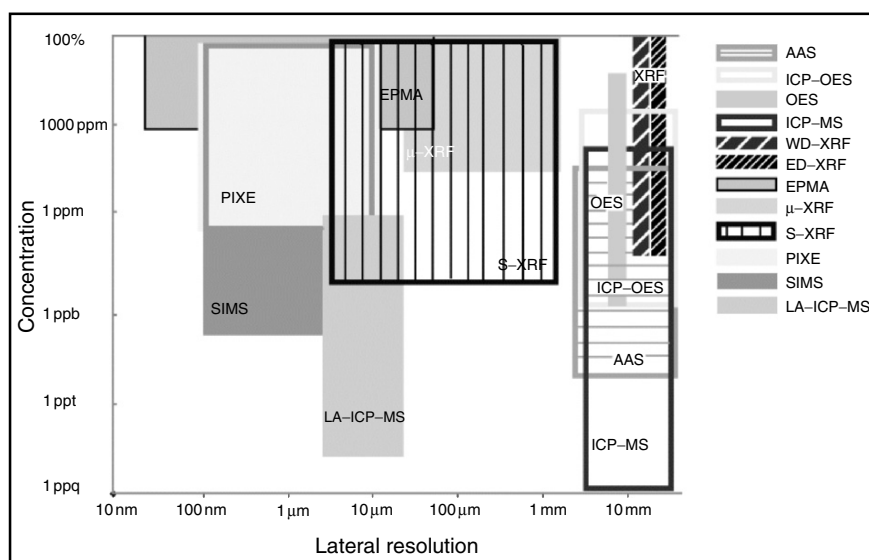 100%
1000 ppm
1 ppm
1 ppb
1 ppt
1 ppq
Concentration
10 nm
100 nm
1 μm
10 μm
100 μm
1 mm
10 mm
Lateral resolution
EPMA
μ–XRF
PIXE
SIMS
S–XRF
LA–ICP–MS
XRF
OES
ICP–OES
AAS
ICP–MS
AAS
ICP–OES
OES
ICP–MS
WD–XRF
ED–XRF
EPMA
μ–XRF
S–XRF
PIXE
SIMS
LA–ICP–MS